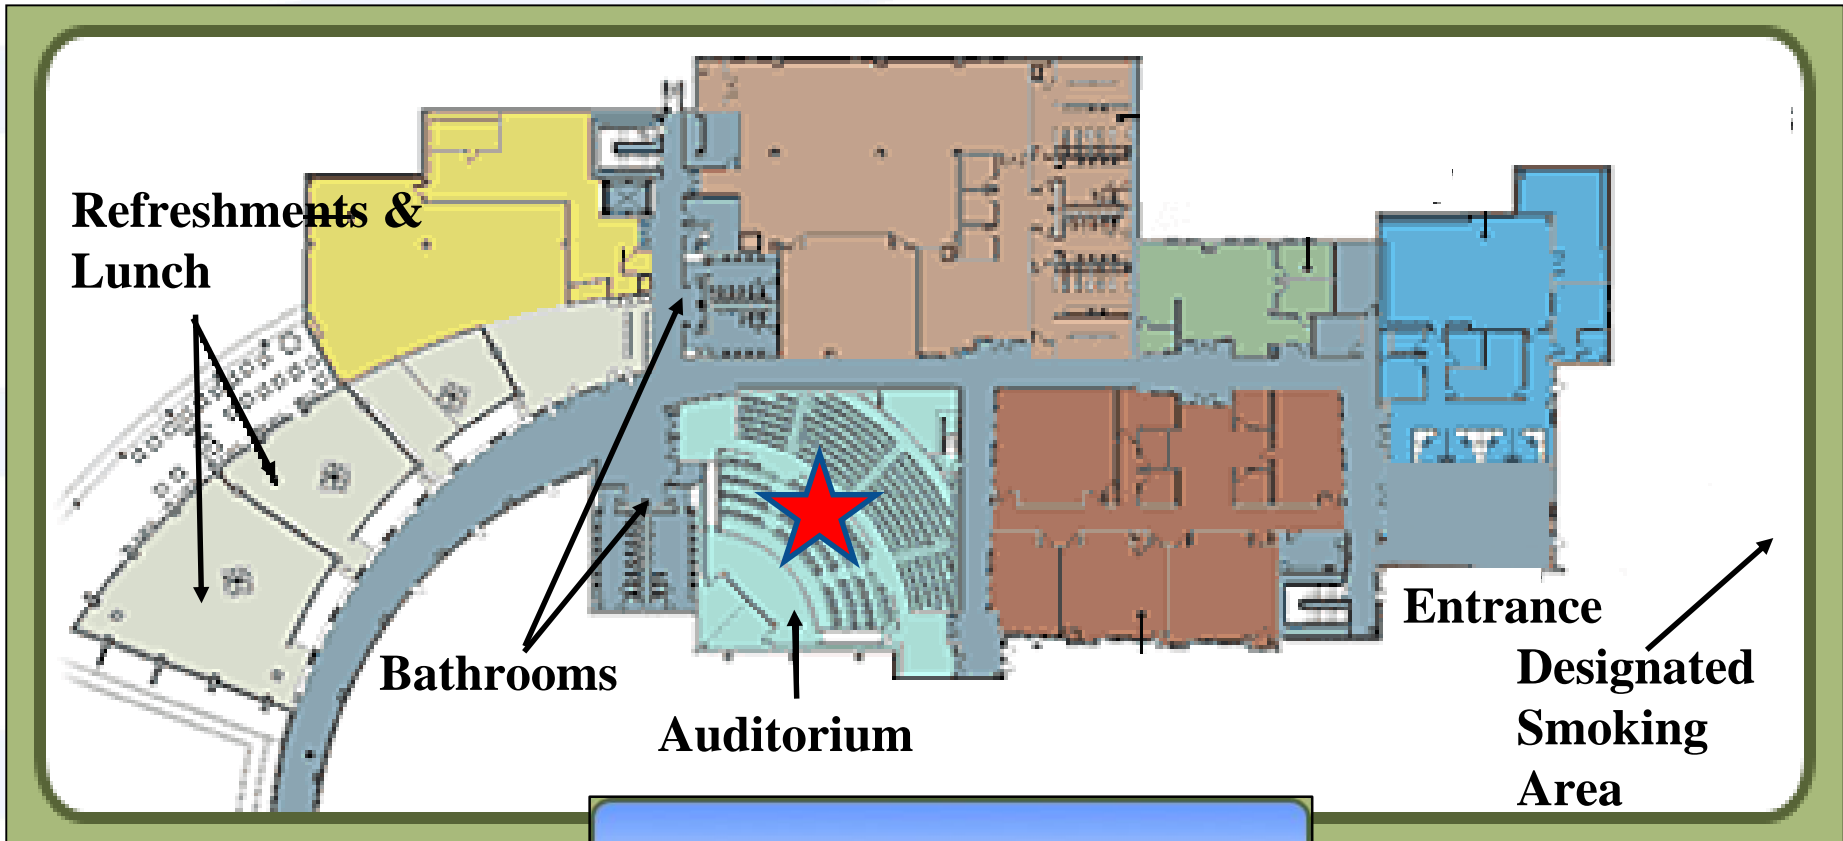 Refreshments &
Lunch
Bathrooms
Auditorium
Entrance
Designated
Smoking
Area